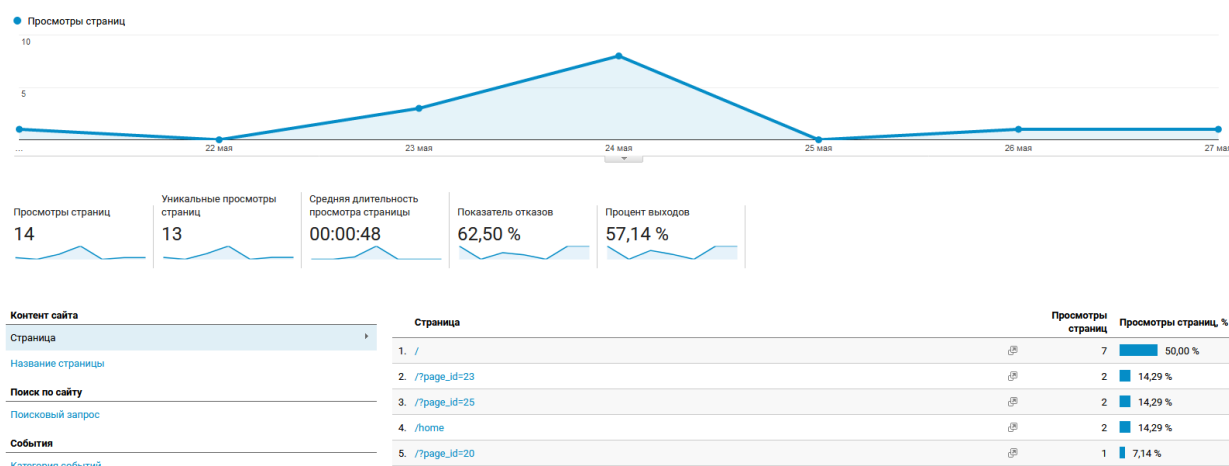 Просмотры страниц
10
5
...
22 мая
23 мая
24 мая
25 мая
26 мая
27 мая
Просмотры страниц
14
Уникальные просмотры
страниц
13
Средняя длительность
просмотра страницы
00:00:48
Показатель отказов
62,50 %
Процент выходов
57,14 %
Контент сайта
Страница
Название страницы
Поиск по сайту
Поисковый запрос
События
Категория событий
Страница Просмотры страниц Просмотры страниц, %
1. / 7 50,00 %
2. /?page_id=23 2 14,29 %
3. /?page_id=25 2 14,29 %
4. /home 2 14,29 %
5. /?page_id=20 1 7,14 %